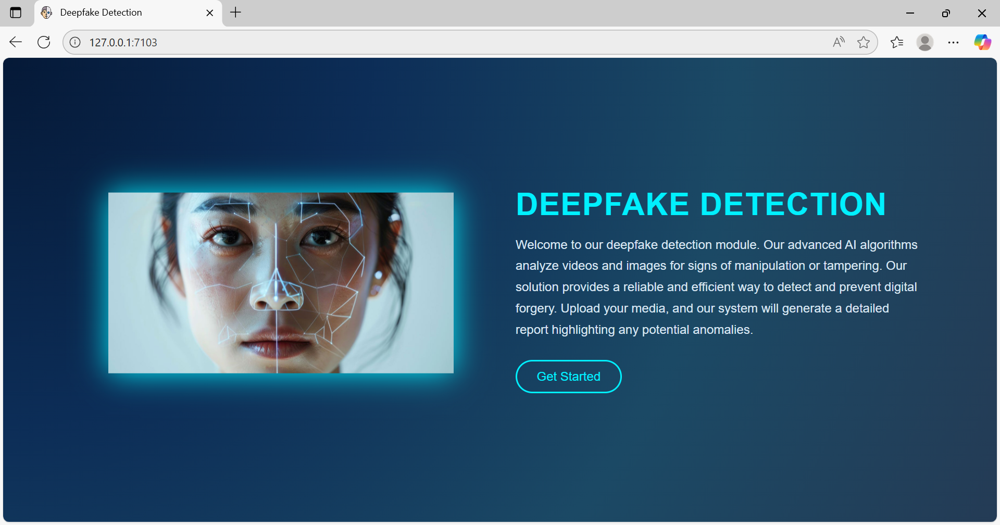 Deepfake Detection
127.0.0.1:7103
DEEPFAKE DETECTION
Welcome to our deepfake detection module. Our advanced AI algorithms
analyze videos and images for signs of manipulation or tampering. Our
solution provides a reliable and efficient way to detect and prevent digital
forgery. Upload your media, and our system will generate a detailed
report highlighting any potential anomalies.
Get Started